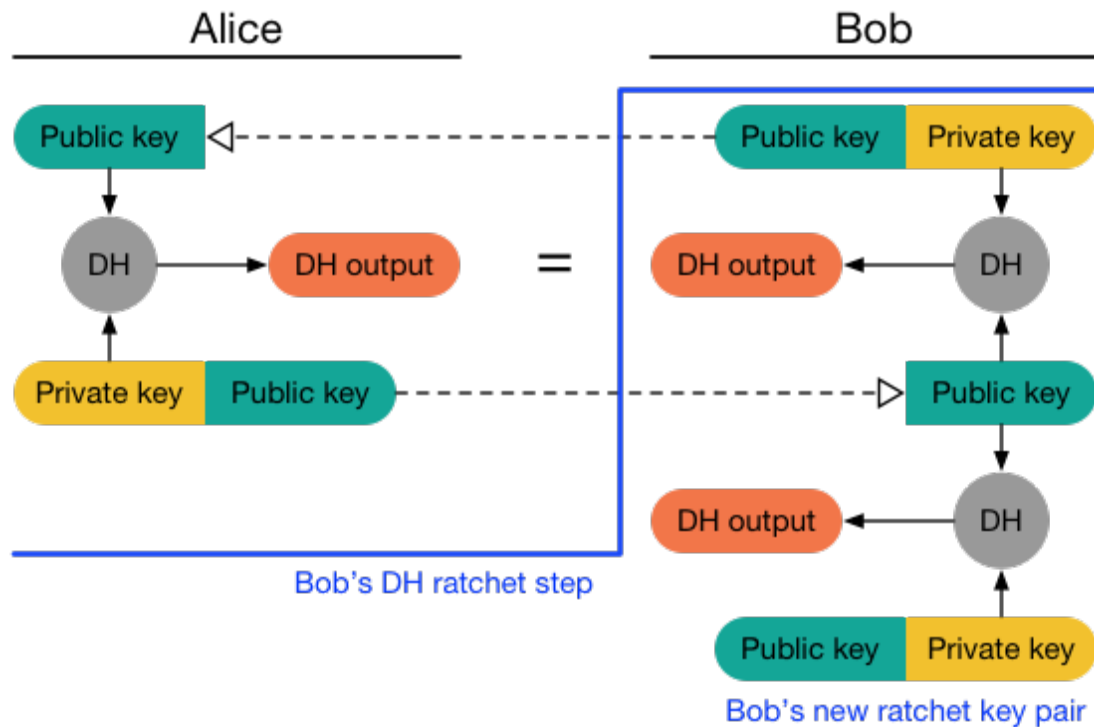 Alice
Bob
Public key
Public key
Private key
DH
DH output
=
DH output
DH
Private key
Public key
Public key
DH output
DH
Bob's DH ratchet step
Public key
Private key
Bob's new ratchet key pair